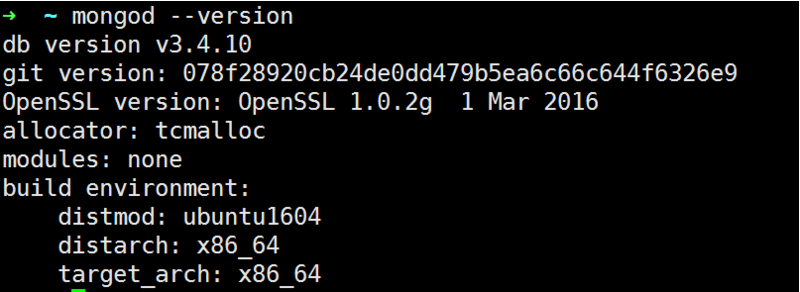 ➜  ~ mongod --version
db version v3.4.10
git version: 078f28920cb24de0dd479b5ea6c66c644f6326e9
OpenSSL version: OpenSSL 1.0.2g  1 Mar 2016
allocator: tcmalloc
modules: none
build environment:
    distmod: ubuntu1604
    distarch: x86_64
    target_arch: x86_64